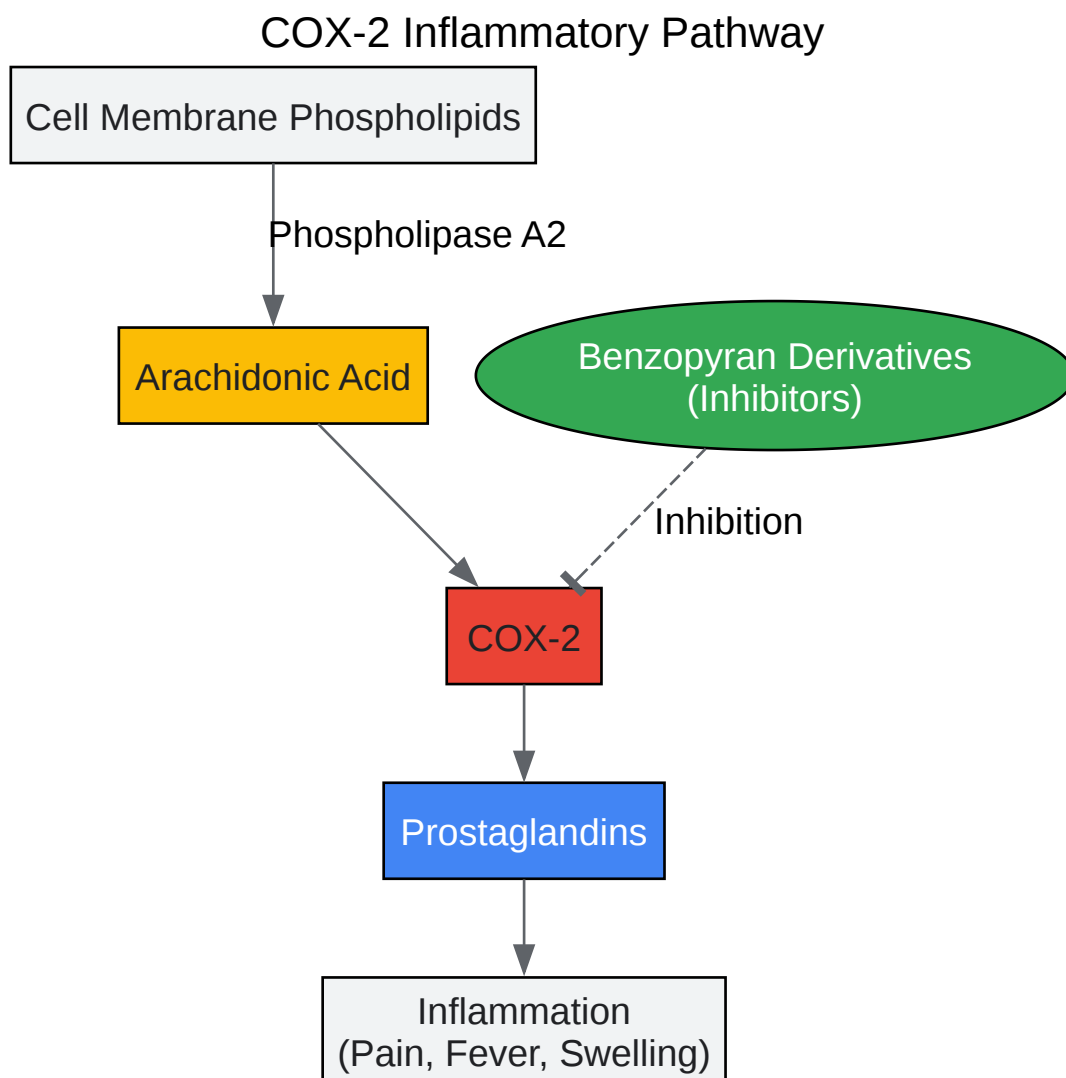 COX-2 Inflammatory Pathway
Cell Membrane Phospholipids
Phospholipase A2
Arachidonic Acid
Benzopyran Derivatives
(Inhibitors)
Inhibition
COX-2
Prostaglandins
Inflammation
(Pain, Fever, Swelling)